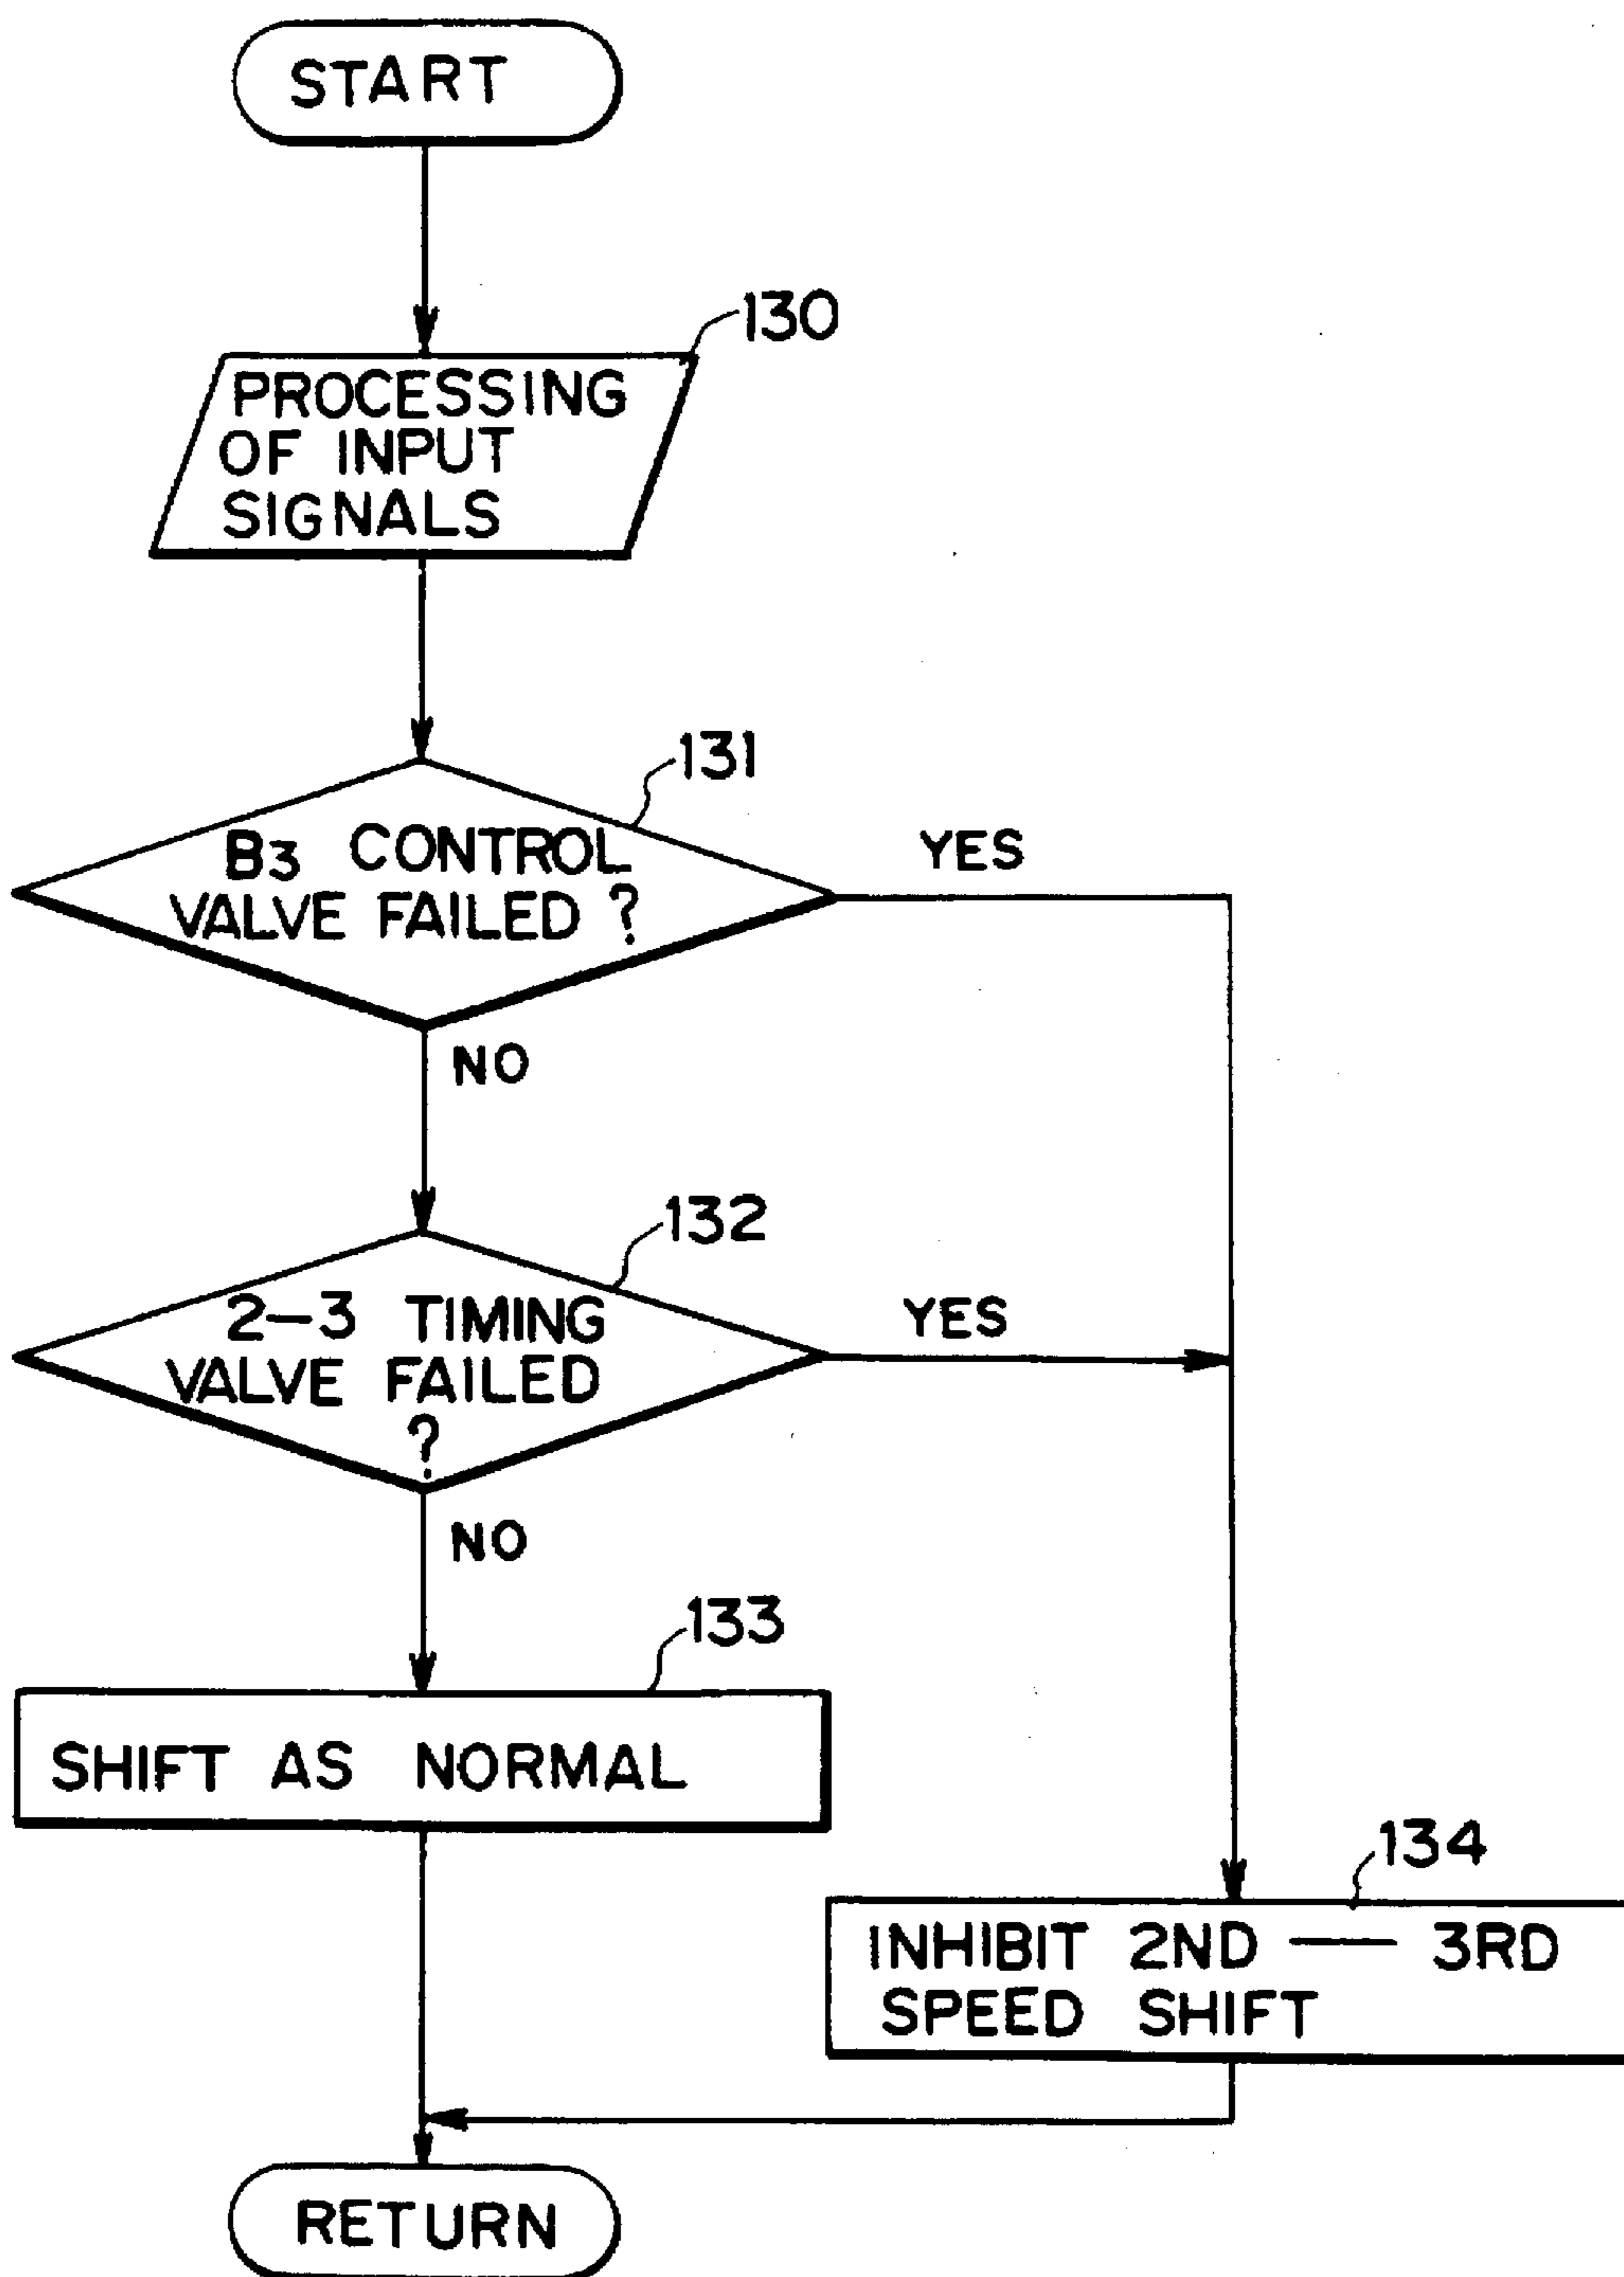 START
130
PROCESSING
OF INPUT
SIGNALS
131
B3 CONTROL
VALVE FAILED ?
YES
NO
132
2-3 TIMING
VALVE FAILED
?
YES
NO
133
SHIFT AS NORMAL
134
INHIBIT 2ND — 3RD
SPEED SHIFT
RETURN